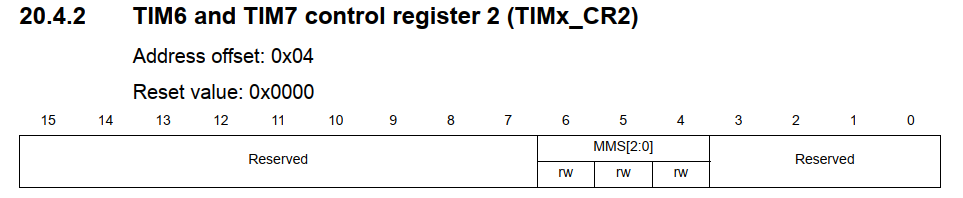 20.4.2 TIM6 and TIM7 control register 2 (TIMx_CR2)
Address offset: 0x04
Reset value: 0x0000
15 14 13 12 11 10 9 8 7 6 5 4 3 2 1 0
Reserved MMS[2:0] Reserved
rw rw rw